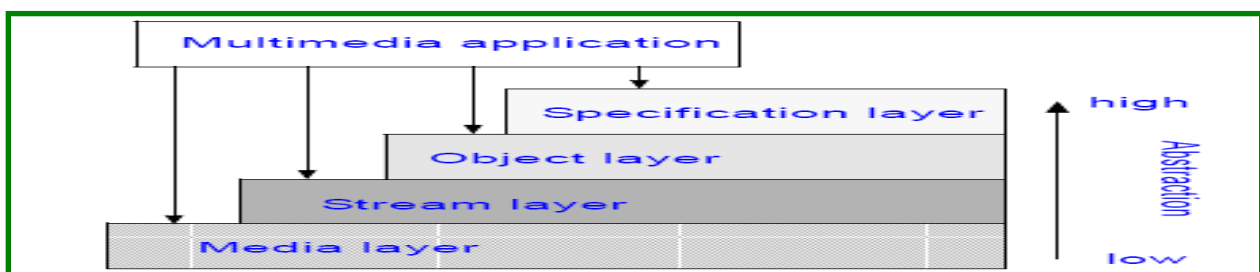 Multimedia application
high
Specification layer
Object layer
Abstraction
Stream layer
Media layer
low